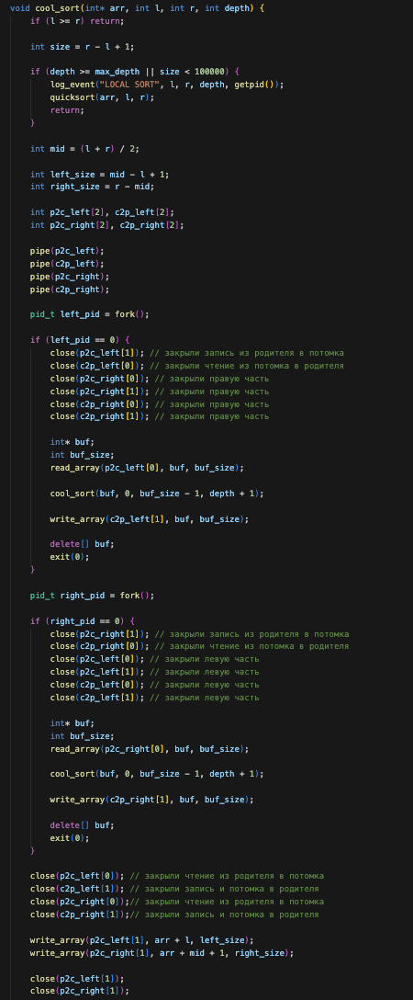 void cool_sort(int* arr, int l, int r, int depth) {
    if (l >= r) return;

    int size = r - l + 1;

    if (depth >= max_depth || size < 100000) {
        log_event("LOCAL SORT", l, r, depth, getpid());
        quicksort(arr, l, r);
        return;
    }

    int mid = (l + r) / 2;

    int left_size = mid - l + 1;
    int right_size = r - mid;

    int p2c_left[2], c2p_left[2];
    int p2c_right[2], c2p_right[2];

    pipe(p2c_left);
    pipe(c2p_left);
    pipe(p2c_right);
    pipe(c2p_right);

    pid_t left_pid = fork();

    if (left_pid == 0) {
        close(p2c_left[1]); // закрыли запись из родителя в потомка
        close(c2p_left[0]); // закрыли чтение из потомка в родителя
        close(p2c_right[0]); // закрыли правую часть
        close(p2c_right[1]); // закрыли правую часть
        close(c2p_right[0]); // закрыли правую часть
        close(c2p_right[1]); // закрыли правую часть

        int* buf;
        int buf_size;
        read_array(p2c_left[0], buf, buf_size);

        cool_sort(buf, 0, buf_size - 1, depth + 1);

        write_array(c2p_left[1], buf, buf_size);

        delete[] buf;
        exit(0);
    }

    pid_t right_pid = fork();

    if (right_pid == 0) {
        close(p2c_right[1]); // закрыли запись из родителя в потомка
        close(c2p_right[0]); // закрыли чтение из потомка в родителя
        close(p2c_left[0]); // закрыли левую часть
        close(p2c_left[1]); // закрыли левую часть
        close(c2p_left[0]); // закрыли левую часть
        close(c2p_left[1]); // закрыли левую часть

        int* buf;
        int buf_size;
        read_array(p2c_right[0], buf, buf_size);

        cool_sort(buf, 0, buf_size - 1, depth + 1);

        write_array(c2p_right[1], buf, buf_size);

        delete[] buf;
        exit(0);
    }

    close(p2c_left[0]); // закрыли чтение из родителя в потомка
    close(c2p_left[1]); // закрыли запись и потомка в родителя
    close(p2c_right[0]);// закрыли чтение из родителя в потомка
    close(c2p_right[1]);// закрыли запись и потомка в родителя

    write_array(p2c_left[1], arr + l, left_size);
    write_array(p2c_right[1], arr + mid + 1, right_size);

    close(p2c_left[1]);
    close(p2c_right[1]);